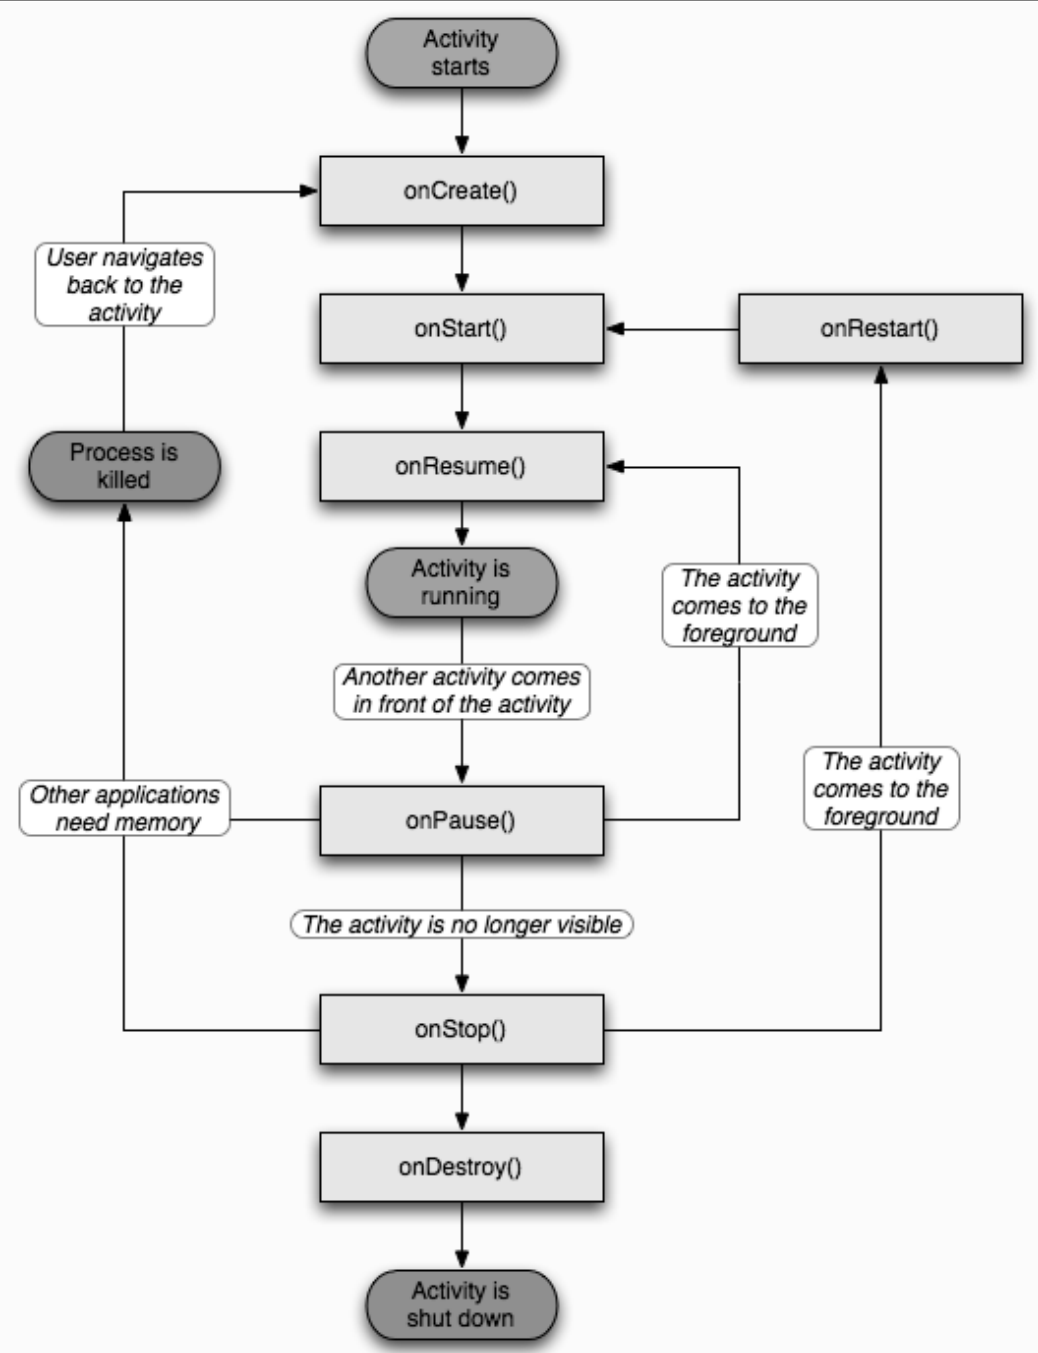 Activity
starts
onCreate()
User navigates
back to the
activity
onStart()
onRestart()
Process is
killed
onResume()
Activity is
running
The activity
comes to the
foreground
Another activity comes
in front of the activity
The activity
comes to the
foreground
Other applications
need memory
onPause()
The activity is no longer visible
onStop()
onDestroy()
Activity is
shut down